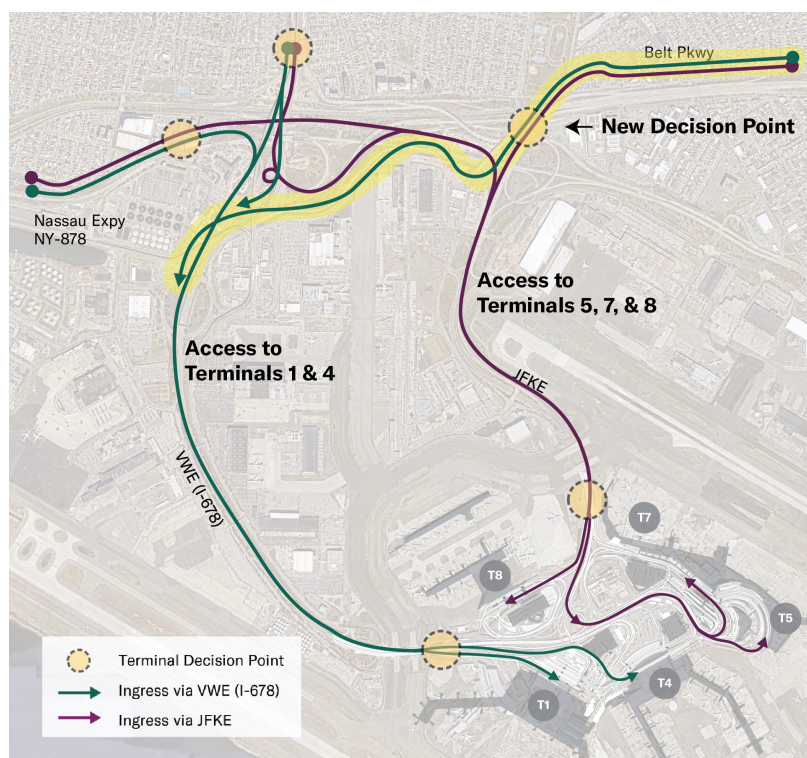 Belt Pkwy
← New Decision Point
Nassau Expy
NY-878
Access to
Terminals 5, 7, & 8
Access to
Terminals 1 & 4
JFKE
VWE (I-678)
T7
T8
T5
T4
T1
Terminal Decision Point
Ingress via VWE (I-678)
Ingress via JFKE